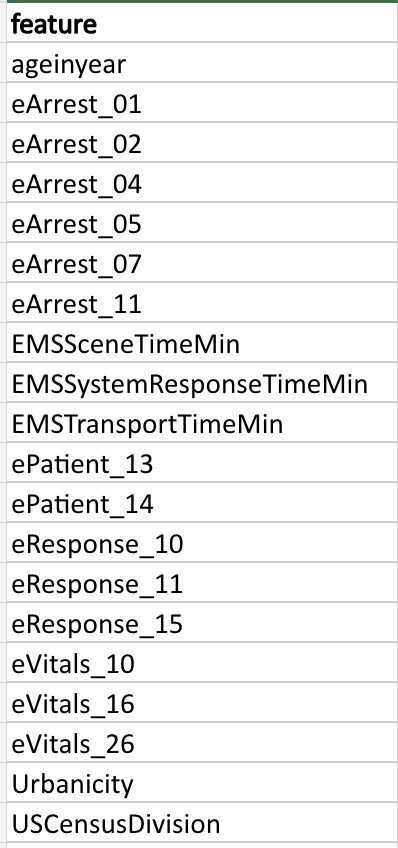 feature
ageinyear
eArrest_01
eArrest_02
eArrest_04
eArrest_05
eArrest_07
eArrest_11
EMSSceneTimeMin
EMSSystemResponseTimeMin
EMSTransportTimeMin
ePatient_13
ePatient_14
eResponse_10
eResponse_11
eResponse_15
eVitals_10
eVitals_16
eVitals_26
Urbanicity
USCensusDivision